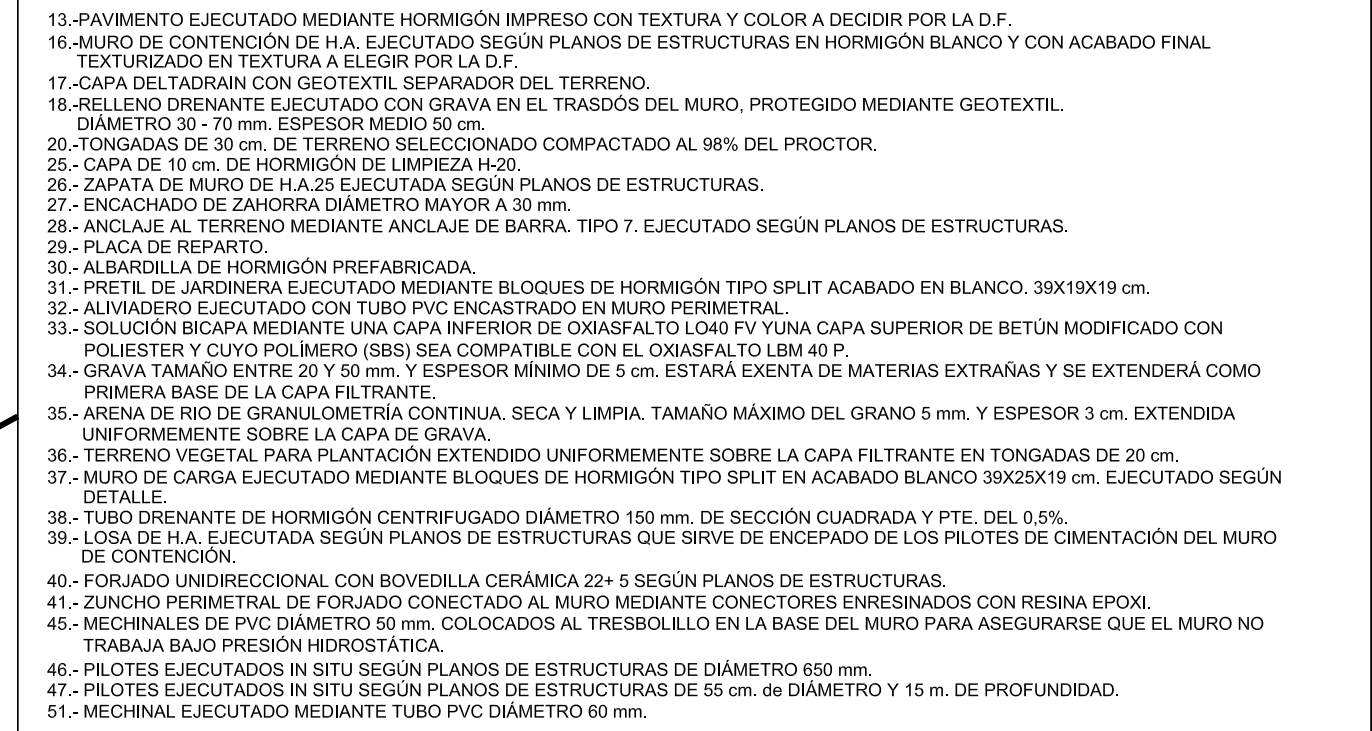 13.-PAVIMENTO EJECUTADO MEDIANTE HORMIGÓN IMPRESO CON TEXTURA Y COLOR A DECIDIR POR LA D.F.
16.-MURO DE CONTENCIÓN DE H.A. EJECUTADO SEGÚN PLANOS DE ESTRUCTURAS EN HORMIGÓN BLANCO Y CON ACABADO FINAL
TEXTURIZADO EN TEXTURA A ELEGIR POR LA D.F.
17.-CAPA DELTADRAIN CON GEOTEXTIL SEPARADOR DEL TERRENO.
18.-RELLENO DRENANTE EJECUTADO CON GRAVA EN EL TRASDÓS DEL MURO, PROTEGIDO MEDIANTE GEOTEXTIL.
DIÁMETRO 30 - 70 mm. ESPESOR MEDIO 50 cm.
20.-TONGADAS DE 30 cm. DE TERRENO SELECCIONADO COMPACTADO AL 98% DEL PROCTOR.
25.- CAPA DE 10 cm. DE HORMIGÓN DE LIMPIEZA H-20.
26.- ZAPATA DE MURO DE H.A.25 EJECUTADA SEGÚN PLANOS DE ESTRUCTURAS.
27.- ENCACHADO DE ZAHORRA DIÁMETRO MAYOR A 30 mm.
28.- ANCLAJE AL TERRENO MEDIANTE ANCLAJE DE BARRA. TIPO 7. EJECUTADO SEGÚN PLANOS DE ESTRUCTURAS.
29.- PLACA DE REPARTO.
30.- ALBARDILLA DE HORMIGÓN PREFABRICADA.
31.- PRETIL DE JARDINERA EJECUTADO MEDIANTE BLOQUES DE HORMIGÓN TIPO SPLIT ACABADO EN BLANCO. 39X19X19 cm.
32.- ALIVIADERO EJECUTADO CON TUBO PVC ENCASTRADO EN MURO PERIMETRAL.
33.- SOLUCIÓN BICAPA MEDIANTE UNA CAPA INFERIOR DE OXIASFALTO LO40 FV YUNA CAPA SUPERIOR DE BETÚN MODIFICADO CON
POLIESTER Y CUYO POLÍMERO (SBS) SEA COMPATIBLE CON EL OXIASFALTO LBM 40 P.
34.- GRAVA TAMAÑO ENTRE 20 Y 50 mm. Y ESPESOR MÍNIMO DE 5 cm. ESTARÁ EXENTA DE MATERIAS EXTRAÑAS Y SE EXTENDERÁ COMO
PRIMERA BASE DE LA CAPA FILTRANTE.
35.- ARENA DE RIO DE GRANULOMETRÍA CONTINUA. SECA Y LIMPIA. TAMAÑO MÁXIMO DEL GRANO 5 mm. Y ESPESOR 3 cm. EXTENDIDA
UNIFORMEMENTE SOBRE LA CAPA DE GRAVA.
36.- TERRENO VEGETAL PARA PLANTACIÓN EXTENDIDO UNIFORMEMENTE SOBRE LA CAPA FILTRANTE EN TONGADAS DE 20 cm.
37.- MURO DE CARGA EJECUTADO MEDIANTE BLOQUES DE HORMIGÓN TIPO SPLIT EN ACABADO BLANCO 39X25X19 cm. EJECUTADO SEGÚN
DETALLE.
38.- TUBO DRENANTE DE HORMIGÓN CENTRIFUGADO DIÁMETRO 150 mm. DE SECCIÓN CUADRADA Y PTE. DEL 0,5%.
39.- LOSA DE H.A. EJECUTADA SEGÚN PLANOS DE ESTRUCTURAS QUE SIRVE DE ENCEPADO DE LOS PILOTES DE CIMENTACIÓN DEL MURO
DE CONTENCIÓN.
40.- FORJADO UNIDIRECCIONAL CON BOVEDILLA CERÁMICA 22+ 5 SEGÚN PLANOS DE ESTRUCTURAS.
41.- ZUNCHO PERIMETRAL DE FORJADO CONECTADO AL MURO MEDIANTE CONECTORES ENRESINADOS CON RESINA EPOXI.
45.- MECHINALES DE PVC DIÁMETRO 50 mm. COLOCADOS AL TRESBOLILLO EN LA BASE DEL MURO PARA ASEGURARSE QUE EL MURO NO
TRABAJA BAJO PRESIÓN HIDROSTÁTICA.
46.- PILOTES EJECUTADOS IN SITU SEGÚN PLANOS DE ESTRUCTURAS DE DIÁMETRO 650 mm.
47.- PILOTES EJECUTADOS IN SITU SEGÚN PLANOS DE ESTRUCTURAS DE 55 cm. de DIÁMETRO Y 15 m. DE PROFUNDIDAD.
51.- MECHINAL EJECUTADO MEDIANTE TUBO PVC DIÁMETRO 60 mm.